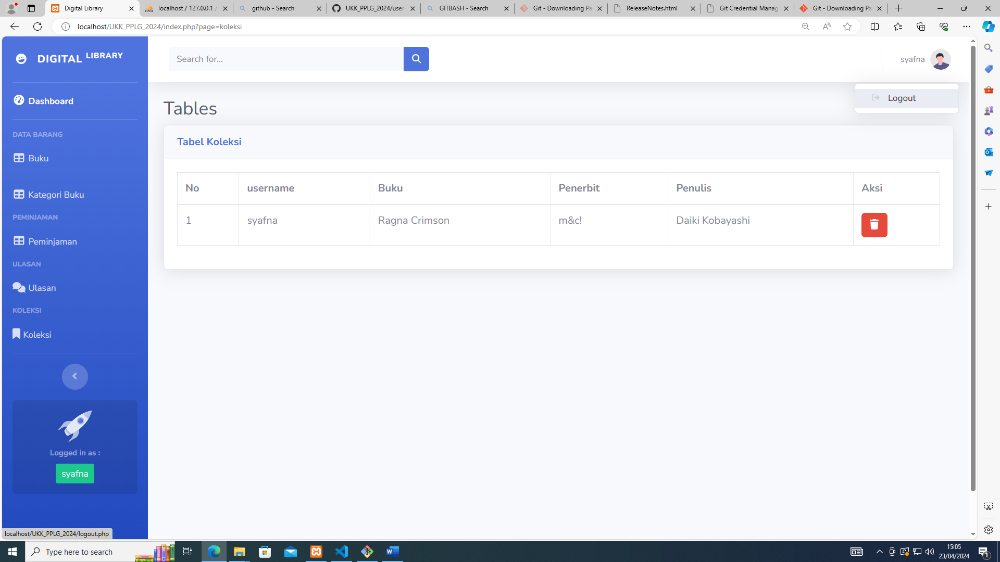 Digital Library
localhost / 127.0.0.1 /
github - Search
UKK_PPLG_2024/user-
GITBASH - Search
Git - Downloading Pa
ReleaseNotes.html
Git Credential Manag
Git - Downloading Pa
localhost/UKK_PPLG_2024/index.php?page=koleksi
DIGITAL LIBRARY
Search for...
syafna
Logout
Dashboard
DATA BARANG
Buku
Kategori Buku
PEMINJAMAN
Peminjaman
ULASAN
Ulasan
KOLEKSI
Koleksi
Logged in as :
syafna
Tables
Tabel Koleksi
No username Buku Penerbit Penulis Aksi
1 syafna Ragna Crimson m&c! Daiki Kobayashi
localhost/UKK_PPLG_2024/logout.php
Type here to search
15:05
23/04/2024
1